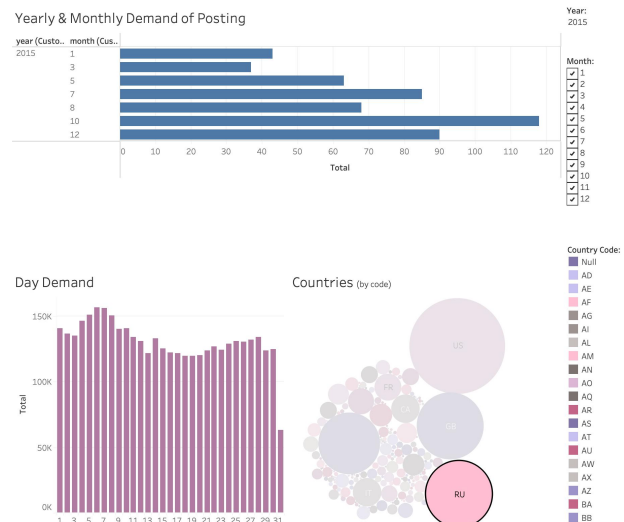 Yearly & Monthly Demand of Posting
year (Custo.. month (Cus..
2015 1
3
5
7
8
10
12
0 10 20 30 40 50 60 70 80 90 100 110 120
Total
Year:
2015
Month:
1
2
3
4
5
6
7
8
9
10
11
12
Day Demand
150K
100K
50K
0K
Total
1 3 5 7 9 11 13 15 17 19 21 23 25 27 29 31
Countries (by code)
US
FR
CA
GB
RU
Country Code:
Null
AD
AE
AF
AG
AI
AL
AM
AN
AO
AQ
AR
AS
AT
AU
AW
AX
AZ
BA
BB